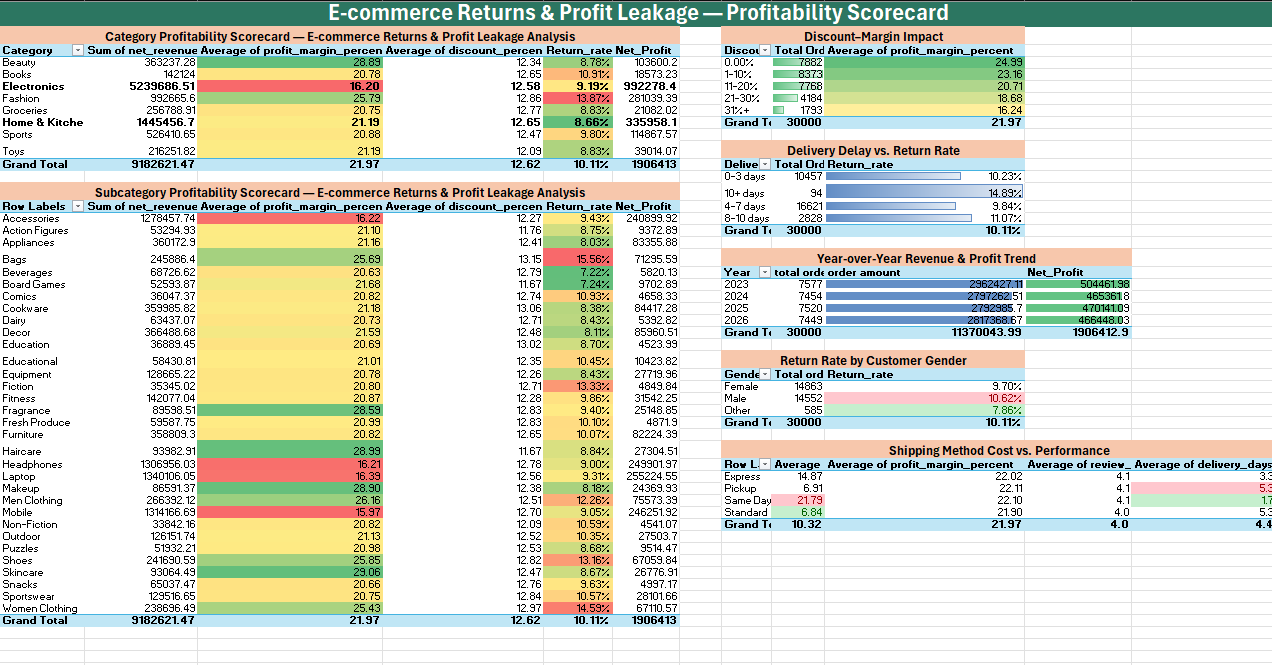 E-commerce Returns & Profit Leakage — Profitability Scorecard
Category Profitability Scorecard — E-commerce Returns & Profit Leakage Analysis
Category Sum of net_revenue Average of profit_margin_percen Average of discount_percen Return_rate Net_Profit
Beauty 363237.28 28.89 12.34 8.78% 103600.2
Books 142124 20.78 12.65 10.91% 18573.23
Electronics 5239686.51 16.20 12.58 9.19% 992278.4
Fashion 992665.6 25.79 12.86 13.87% 281039.39
Groceries 256788.91 20.75 12.77 8.83% 21082.02
Home & Kitche 1445456.7 21.19 12.65 8.66% 335958.1
Sports 526410.65 20.88 12.47 9.80% 114867.57
Toys 216251.82 21.19 12.09 8.83% 39014.07
Grand Total 9182621.47 21.97 12.62 10.11% 1906413
Subcategory Profitability Scorecard — E-commerce Returns & Profit Leakage Analysis
Row Labels Sum of net_revenue Average of profit_margin_percen Average of discount_percen Return_rate Net_Profit
Accessories 1278457.74 16.22 12.27 9.43% 240899.92
Action Figures 53294.93 21.10 11.76 8.75% 9372.89
Appliances 360172.9 21.16 12.41 8.03% 83355.88
Bags 245886.4 25.69 13.15 15.56% 71295.59
Beverages 68726.62 20.63 12.79 7.22% 5820.13
Board Games 52593.87 21.68 11.67 7.24% 9702.89
Comics 36047.37 20.82 12.74 10.93% 4658.33
Cookware 353985.82 21.18 13.06 8.38% 84417.28
Dairy 63437.07 20.73 12.71 8.43% 5392.82
Decor 366488.68 21.59 12.48 8.11% 85960.51
Education 36889.45 20.69 13.02 8.70% 4523.99
Educational 58430.81 21.01 12.35 10.45% 10423.82
Equipment 128665.22 20.78 12.26 8.43% 27719.96
Fiction 35345.02 20.80 12.71 13.33% 4849.84
Fitness 142077.04 20.87 12.28 9.86% 31542.25
Fragrance 89598.51 28.59 12.83 9.40% 25148.85
Fresh Produce 59587.75 20.99 12.83 10.10% 4871.9
Furniture 358809.3 20.82 12.65 10.07% 82224.39
Haircare 93982.91 28.99 11.67 8.84% 27304.51
Headphones 1306956.03 16.21 12.78 9.00% 249901.97
Laptop 1340106.05 16.39 12.56 9.31% 255224.55
Makeup 86591.37 28.90 12.38 8.18% 24369.93
Men Clothing 266392.12 26.16 12.51 12.26% 75573.39
Mobile 1314166.69 15.97 12.70 9.05% 246251.92
Non-Fiction 33842.16 20.82 12.09 10.59% 4541.07
Outdoor 126151.74 21.13 12.52 10.35% 27503.7
Puzzles 51932.21 20.98 12.53 8.68% 9514.47
Shoes 241690.59 25.85 12.82 13.16% 67059.84
Skincare 93064.49 29.06 12.47 8.67% 26776.91
Snacks 65037.47 20.66 12.76 9.63% 4997.17
Sportswear 129516.65 20.75 12.84 10.57% 28101.66
Women Clothing 238696.49 25.43 12.97 14.59% 67110.57
Grand Total 9182621.47 21.97 12.62 10.11% 1906413
Discount–Margin Impact
Discou Total Ord Average of profit_margin_percent
0.00% 7882 24.99
1-10% 8373 23.16
11-20% 7768 20.71
21-30% 4184 18.68
31%+ 1793 16.24
Grand To 30000 21.97
Delivery Delay vs. Return Rate
Delive Total Ord Return_rate
0-3 days 10457 10.23%
10+ days 94 14.89%
4-7 days 16621 9.84%
8-10 days 2828 11.07%
Grand To 30000 10.11%
Year-over-Year Revenue & Profit Trend
Year total orde order amount Net_Profit
2023 7577 2962427.11 504461.98
2024 7454 2797262.51 465361.8
2025 7520 2792985.7 470141.09
2026 7449 2817368.67 466448.03
Grand To 30000 11370043.99 1906412.9
Return Rate by Customer Gender
Gende Total ord Return_rate
Female 14863 9.70%
Male 14552 10.62%
Other 585 7.86%
Grand To 30000 10.11%
Shipping Method Cost vs. Performance
Row L Average Average of profit_margin_percent Average of review_ Average of delivery_days
Express 14.87 22.02 4.1 3.3
Pickup 6.91 22.11 4.1 5.3
Same Day 21.79 22.10 4.1 1.7
Standard 6.84 21.90 4.0 5.3
Grand To 10.32 21.97 4.0 4.4